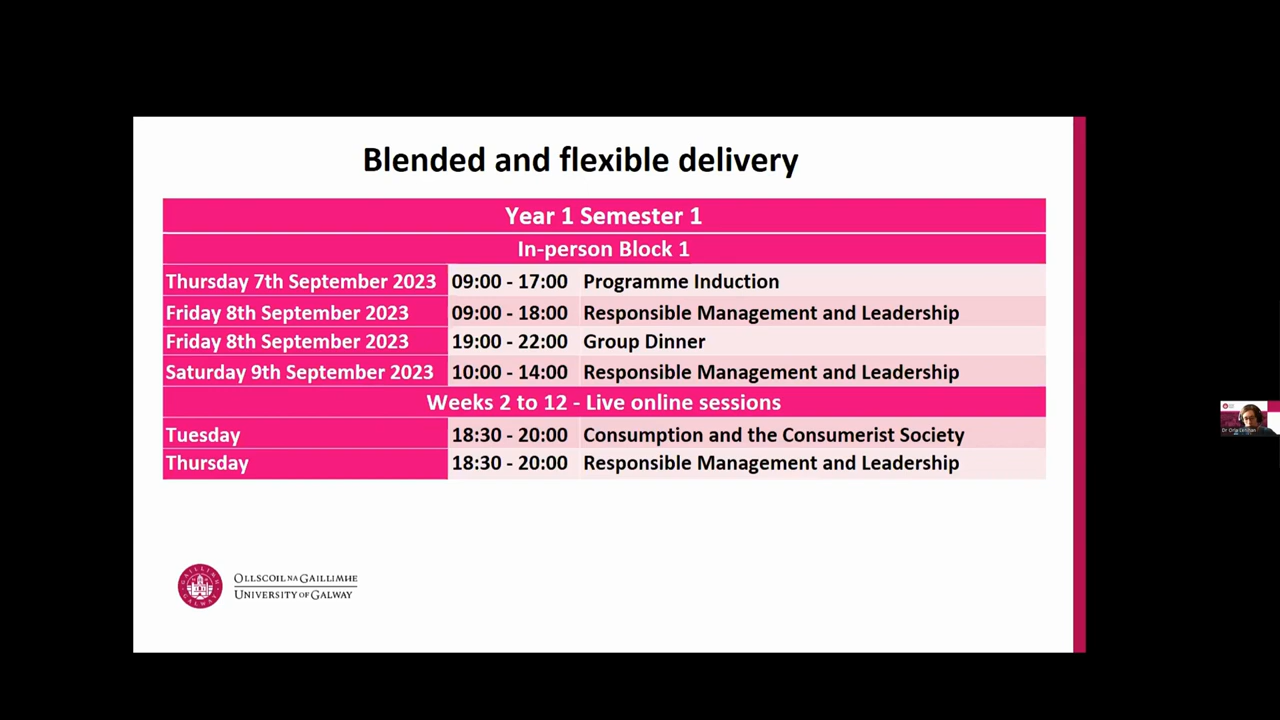 Blended and flexible delivery
Year 1 Semester 1
In-person Block 1
Thursday 7th September 2023 09:00 - 17:00 Programme Induction
Friday 8th September 2023 09:00 - 18:00 Responsible Management and Leadership
Friday 8th September 2023 19:00 - 22:00 Group Dinner
Saturday 9th September 2023 10:00 - 14:00 Responsible Management and Leadership
Weeks 2 to 12 - Live online sessions
Tuesday 18:30 - 20:00 Consumption and the Consumerist Society
Thursday 18:30 - 20:00 Responsible Management and Leadership
GAILLIMH
GALWAY
OLLSCOIL NA GAILLIMHE
UNIVERSITY OF GALWAY
Dr